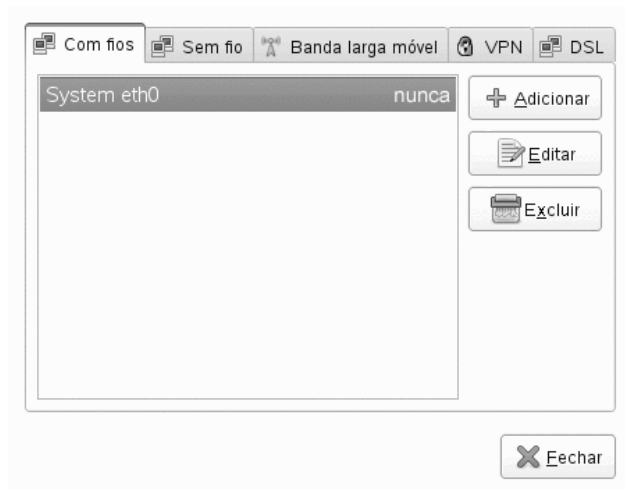 Com fios Sem fio Banda larga móvel VPN DSL
System eth0 nunca
Adicionar
Editar
Excluir
Fechar